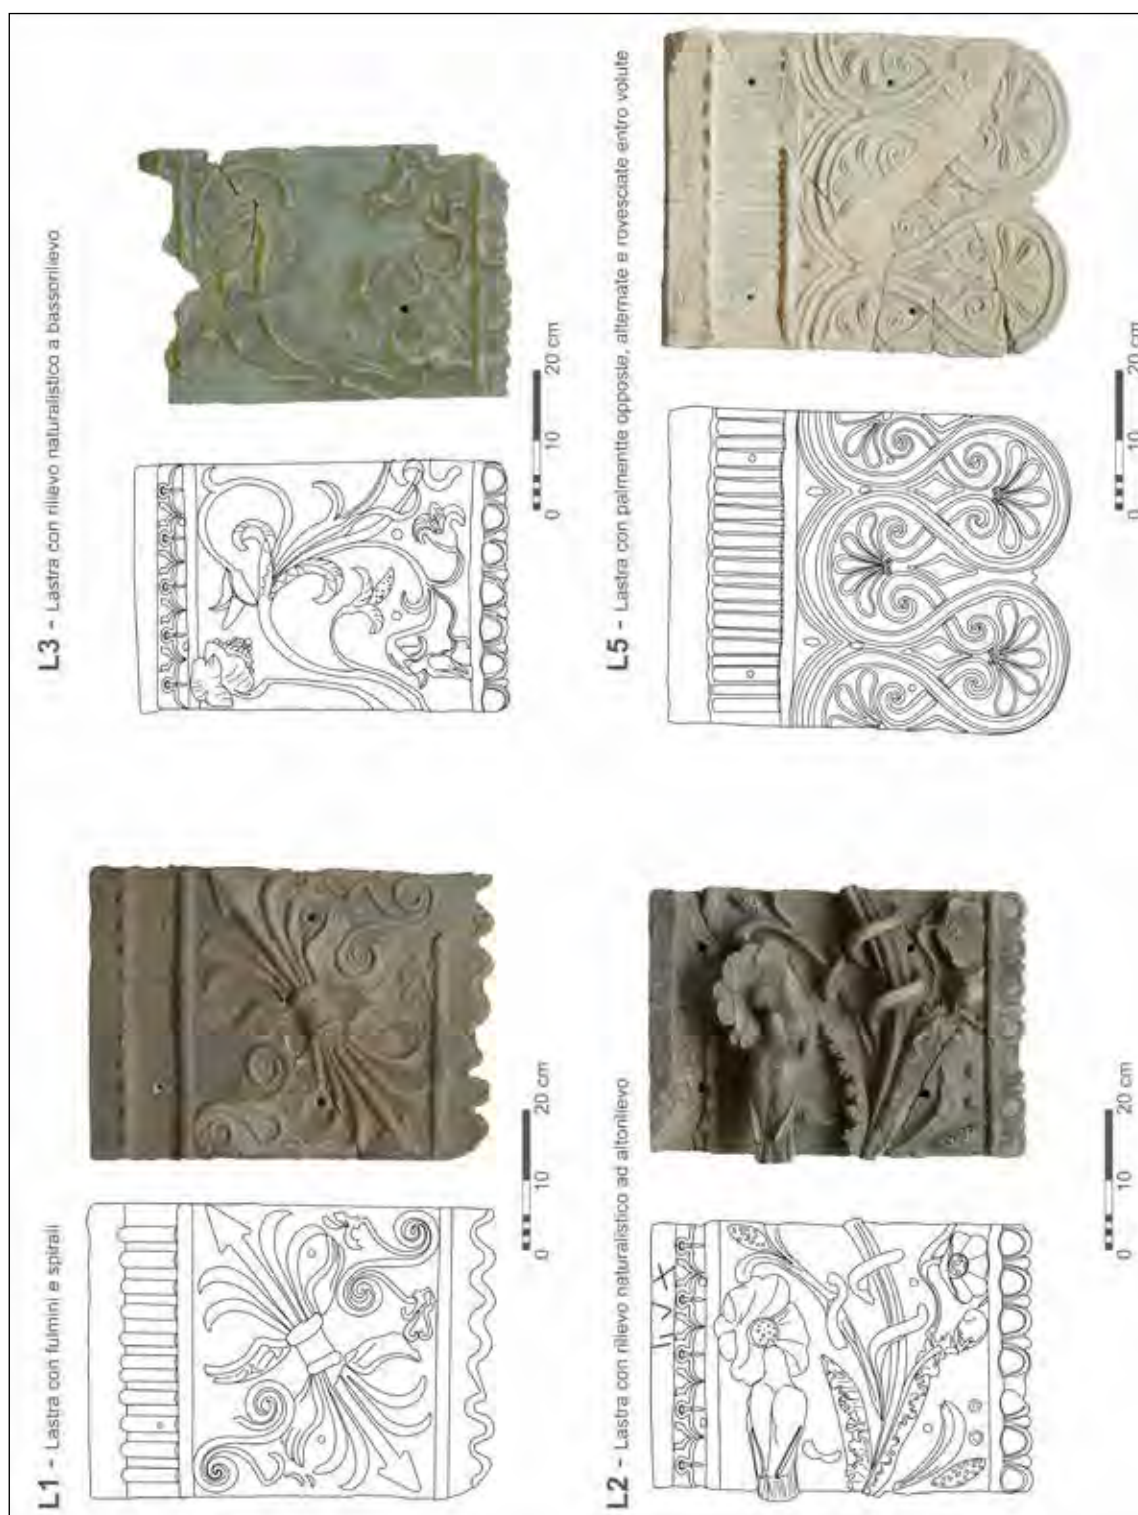 L1 - Lastra con fulmini e spirali
0 10 20 cm
L3 - Lastra con rilievo naturalistico a bassorilievo
0 10 20 cm
L2 - Lastra con rilievo naturalistico ad altorilievo
0 10 20 cm
L5 - Lastra con palmentte opposte, alternate e rovesciate entro volute
0 10 20 cm